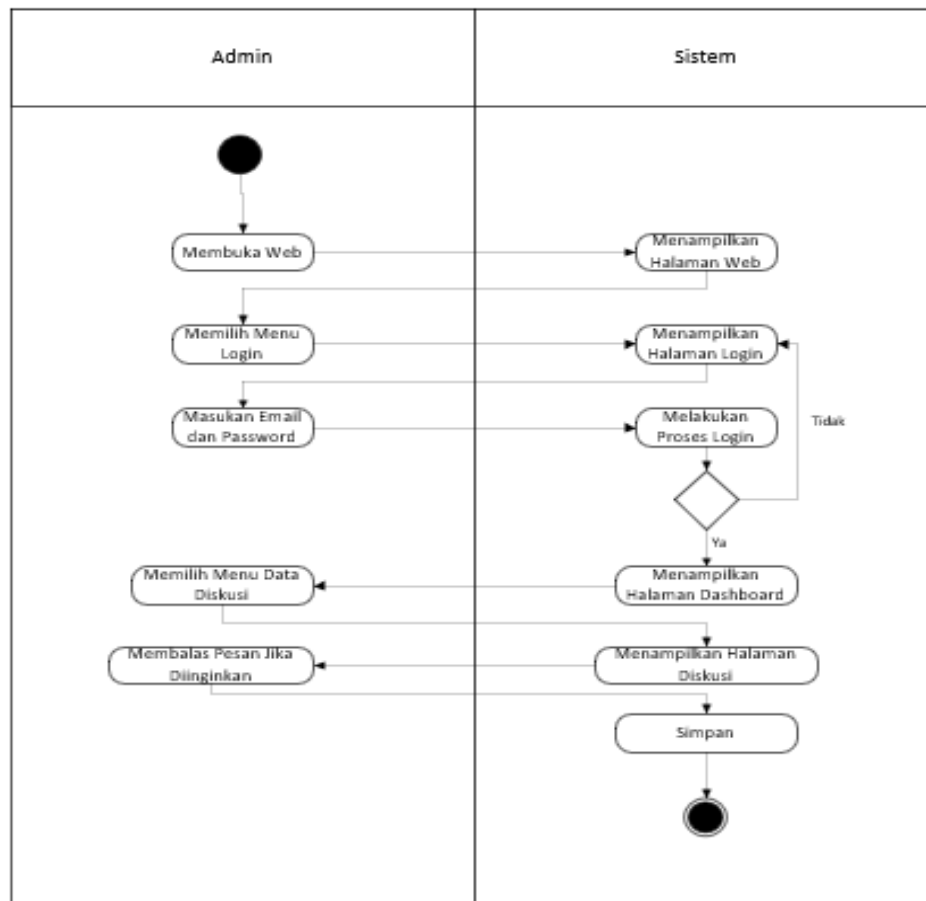 Admin
Sistem
Membuka Web
Menampilkan
Halaman Web
Memilih Menu
Login
Menampilkan
Halaman Login
Masukan Email
dan Password
Melakukan
Proses Login
Tidak
Ya
Memilih Menu Data
Diskusi
Menampilkan
Halaman Dashboard
Membalas Pesan Jika
Diinginkan
Menampilkan Halaman
Diskusi
Simpan